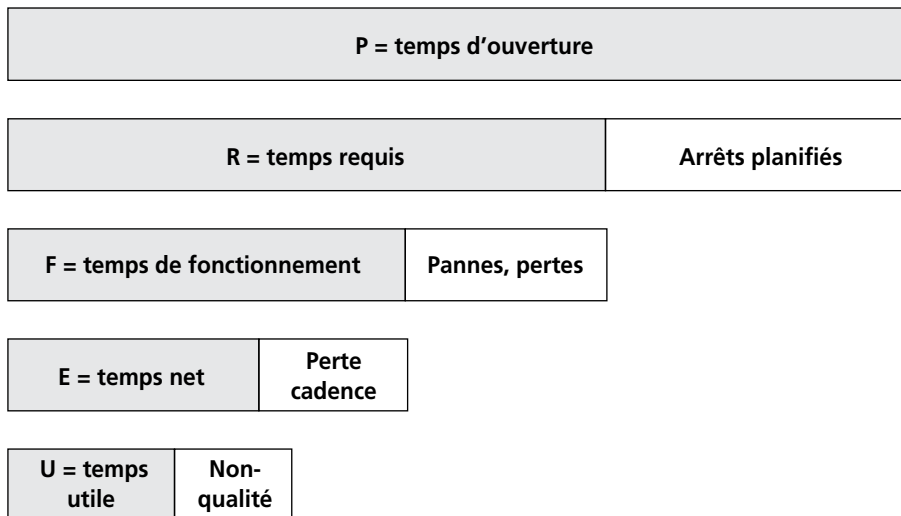 P = temps d’ouverture
R = temps requis
Arrêts planifiés
F = temps de fonctionnement
Pannes, pertes
E = temps net
Perte
cadence
U = temps
utile
Non-
qualité